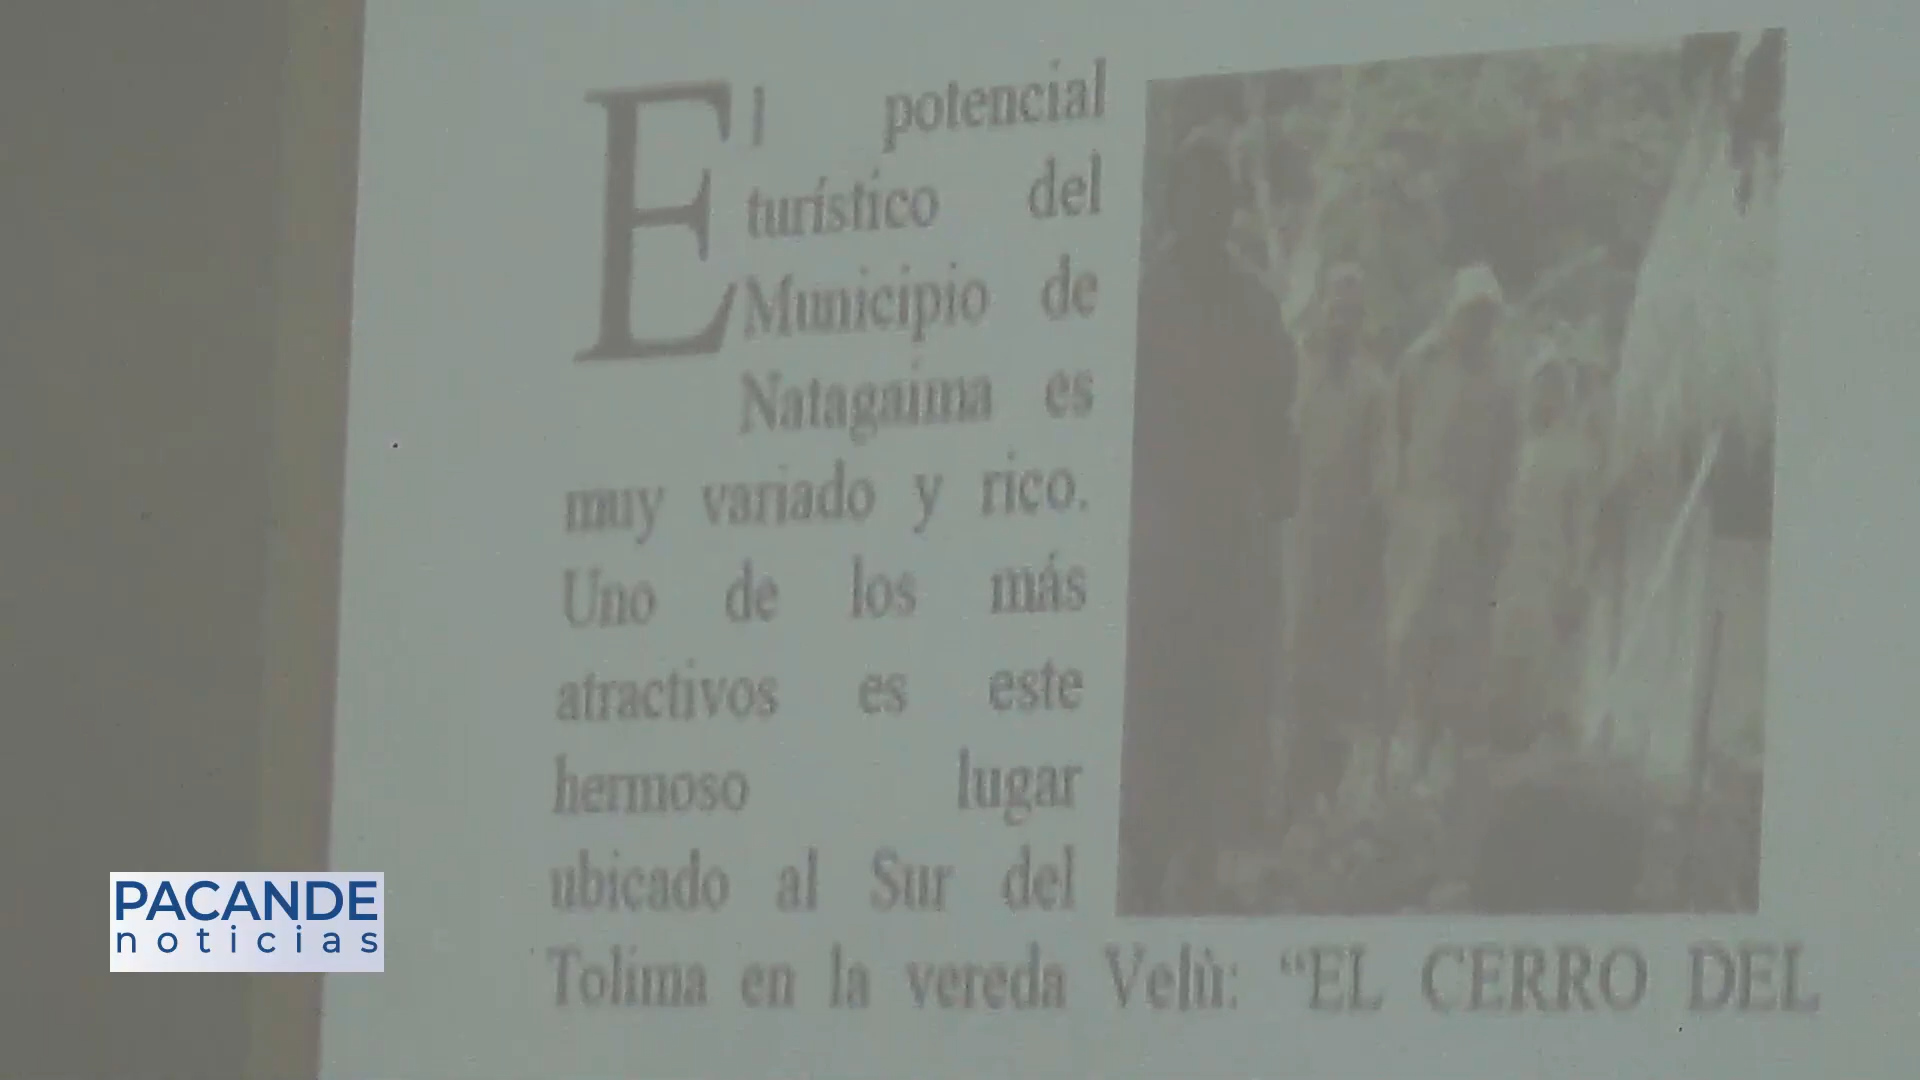 El potencial
turístico del
Municipio de
Natagaima es
muy variado y rico.
Uno de los más
atractivos es este
hermoso lugar
ubicado al Sur del
Tolima en la vereda Velú: “EL CERRO DEL
PACANDE
noticias